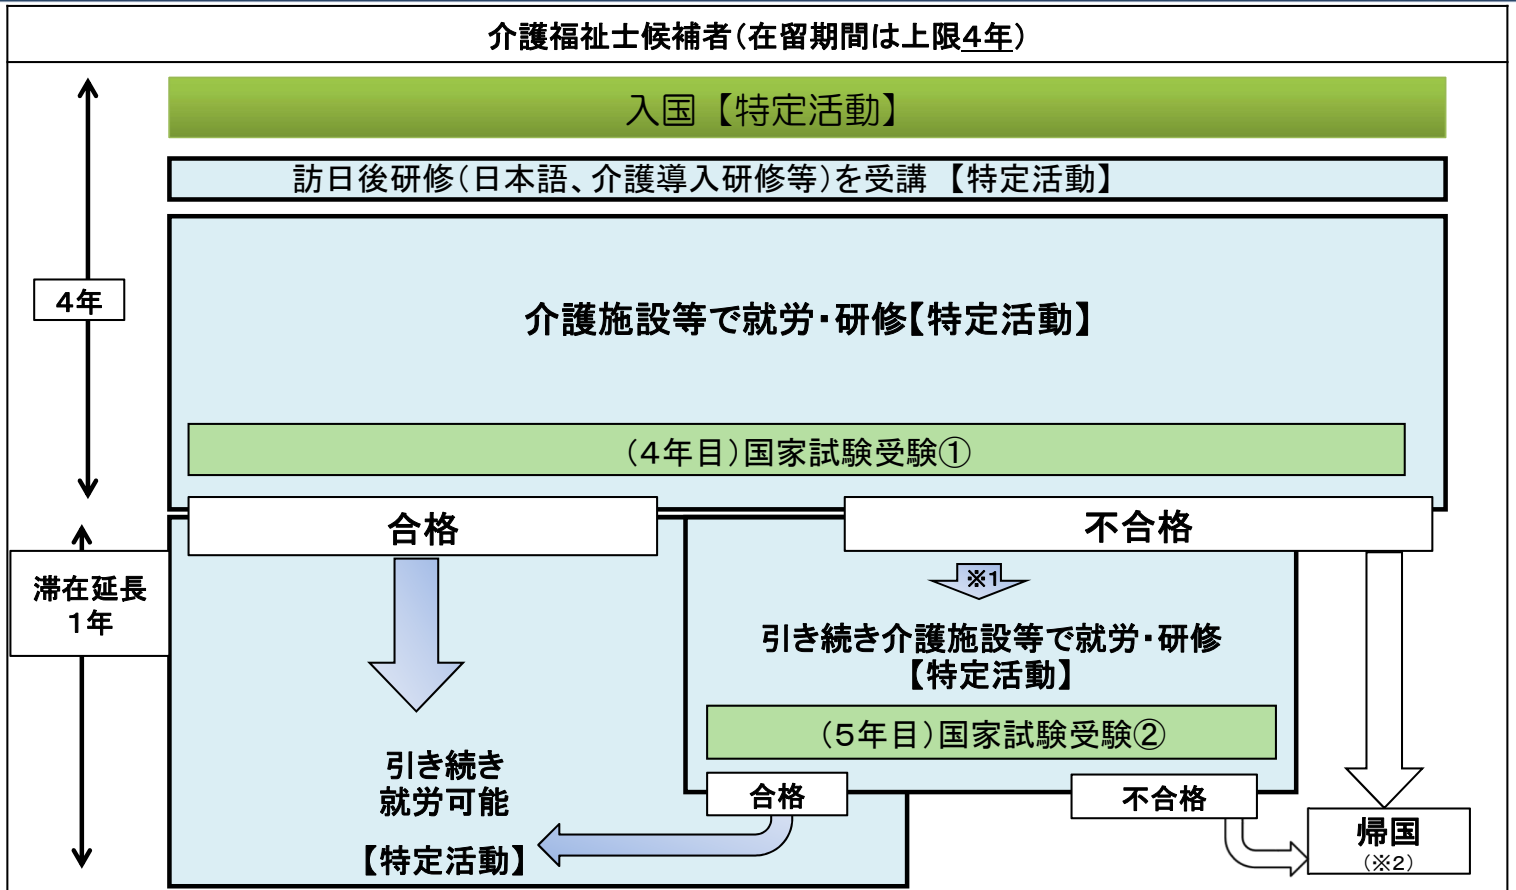 介護福祉士候補者（在留期間は上限４年）
入国【特定活動】
訪日後研修（日本語、介護導入研修等）を受講 【特定活動】
４年
介護施設等で就労・研修【特定活動】
（４年目）国家試験受験①
合格
不合格
滞在延長
１年
※１
引き続き介護施設等で就労・研修
【特定活動】
（５年目）国家試験受験②
引き続き
就労可能
【特定活動】
合格
不合格
帰国
（※２）